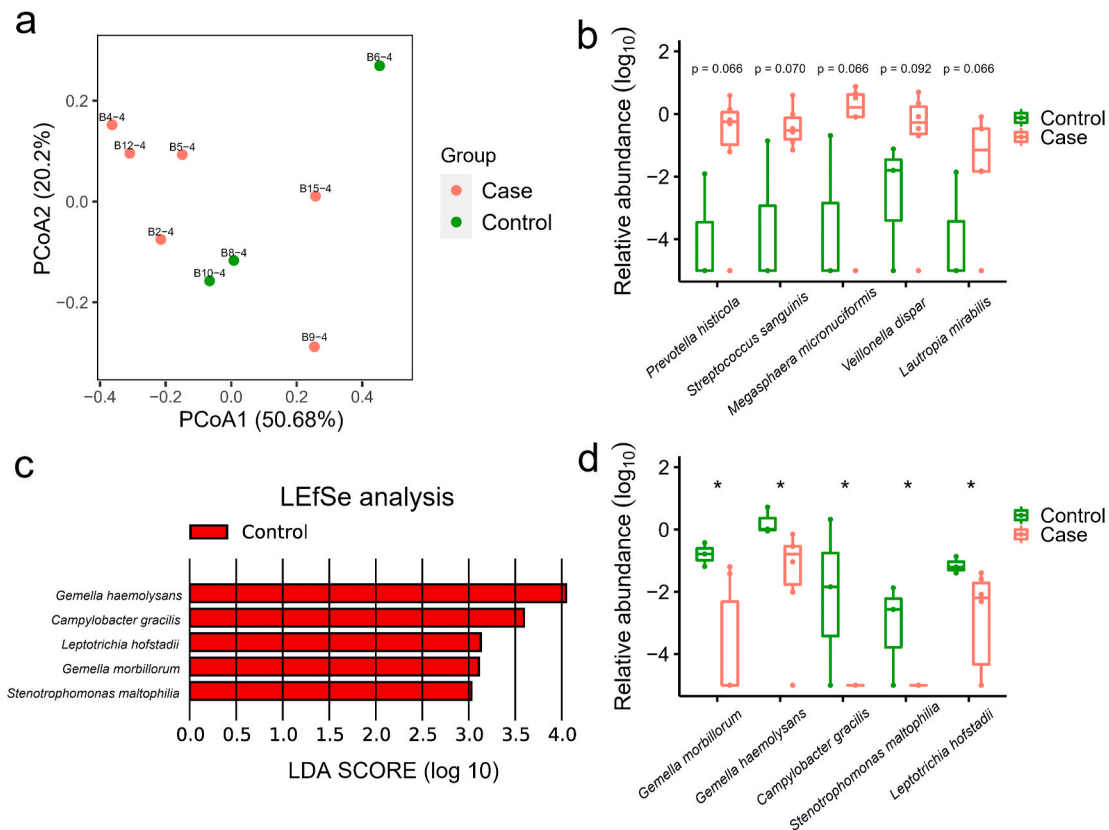 a
PCoA2 (20.2%)
0.2
0.0
−0.2
B6−4
B4−4
B12−4
B5−4
B15−4
B2−4
B8−4
B10−4
B9−4
−0.4
−0.2
0.0
0.2
0.4
PCoA1 (50.68%)
Group
Case
Control
b
Relative abundance (log10)
2
0
−2
−4
p = 0.066
p = 0.070
p = 0.066
p = 0.092
p = 0.066
Prevotella histicola
Streptococcus sanguinis
Megasphaera micronuciformis
Veillonella dispar
Lautropia mirabilis
Control
Case
c
LEfSe analysis
Control
Gemella haemolysans
Campylobacter gracilis
Leptotrichia hofstadii
Gemella morbillorum
Stenotrophomonas maltophilia
0.0 0.5 1.0 1.5 2.0 2.5 3.0 3.5 4.0
LDA SCORE (log 10)
d
Relative abundance (log10)
2
0
−2
−4
* * * * *
Gemella morbillorum
Gemella haemolysans
Campylobacter gracilis
Stenotrophomonas maltophilia
Leptotrichia hofstadii
Control
Case